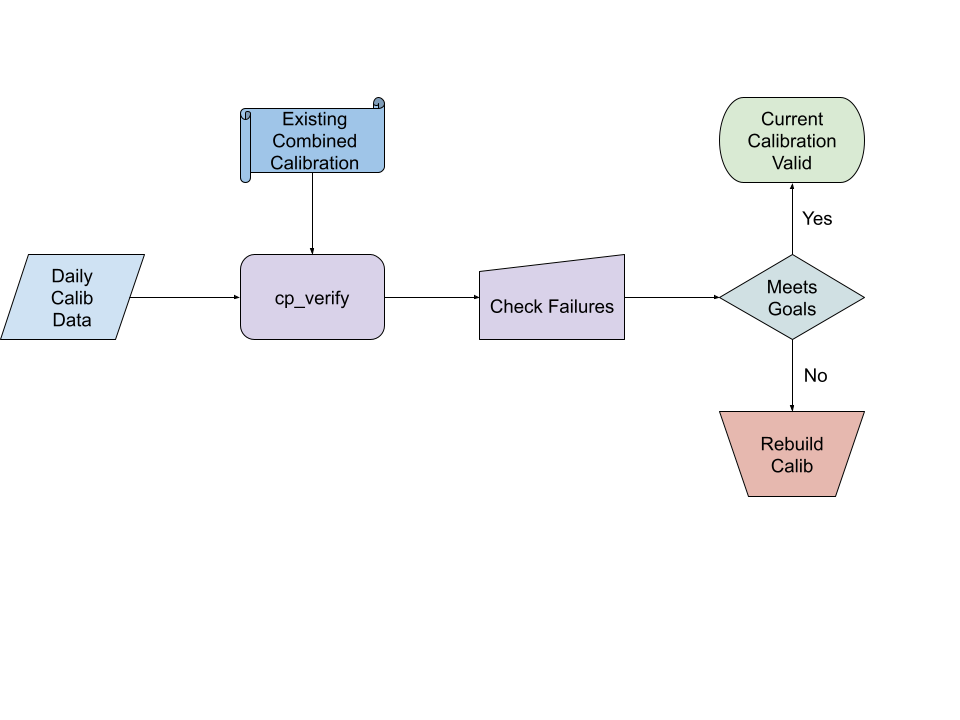 Existing
Combined
Calibration
Current
Calibration
Valid
Yes
Daily
Calib
Data
cp_verify
Check Failures
Meets
Goals
No
Rebuild
Calib